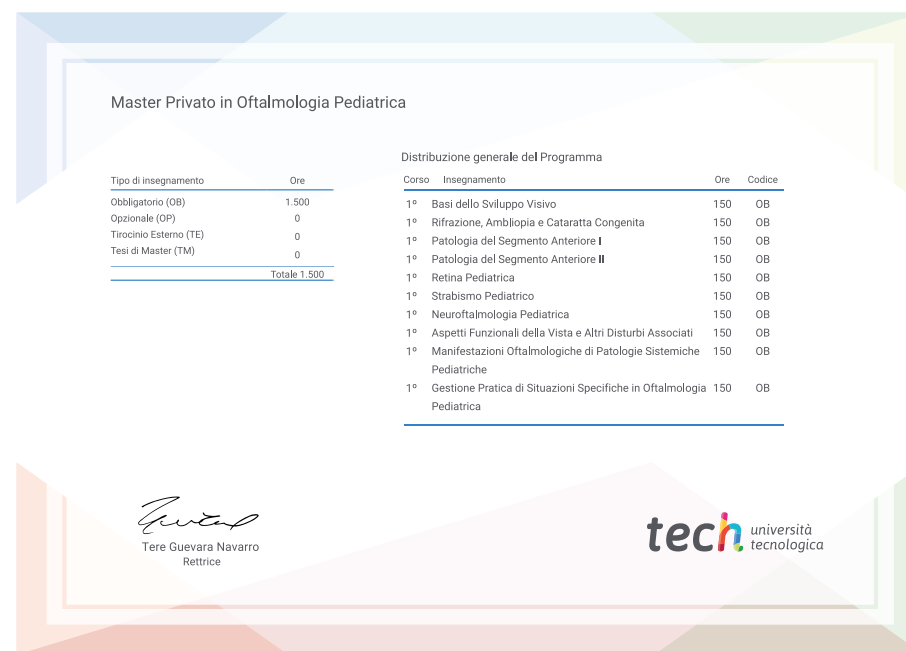 Master Privato in Oftalmologia Pediatrica
Tipo di insegnamento Ore
Obbligatorio (OB) 1.500
Opzionale (OP) 0
Tirocinio Esterno (TE) 0
Tesi di Master (TM) 0
Totale 1.500
Distribuzione generale del Programma
Corso Insegnamento Ore Codice
1º Basi dello Sviluppo Visivo 150 OB
1º Rifrazione, Ambliopia e Cataratta Congenita 150 OB
1º Patologia del Segmento Anteriore I 150 OB
1º Patologia del Segmento Anteriore II 150 OB
1º Retina Pediatrica 150 OB
1º Strabismo Pediatrico 150 OB
1º Neuroftalmologia Pediatrica 150 OB
1º Aspetti Funzionali della Vista e Altri Disturbi Associati 150 OB
1º Manifestazioni Oftalmologiche di Patologie Sistemiche 150 OB
Pediatriche
1º Gestione Pratica di Situazioni Specifiche in Oftalmologia 150 OB
Pediatrica
Tere Guevara Navarro
Rettrice
tech università
tecnologica